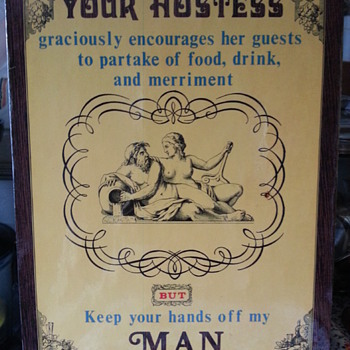 YOUR HOSTESS
graciously encourages her guests
to partake of food, drink,
and merriment
BUT
Keep your hands off my
MAN